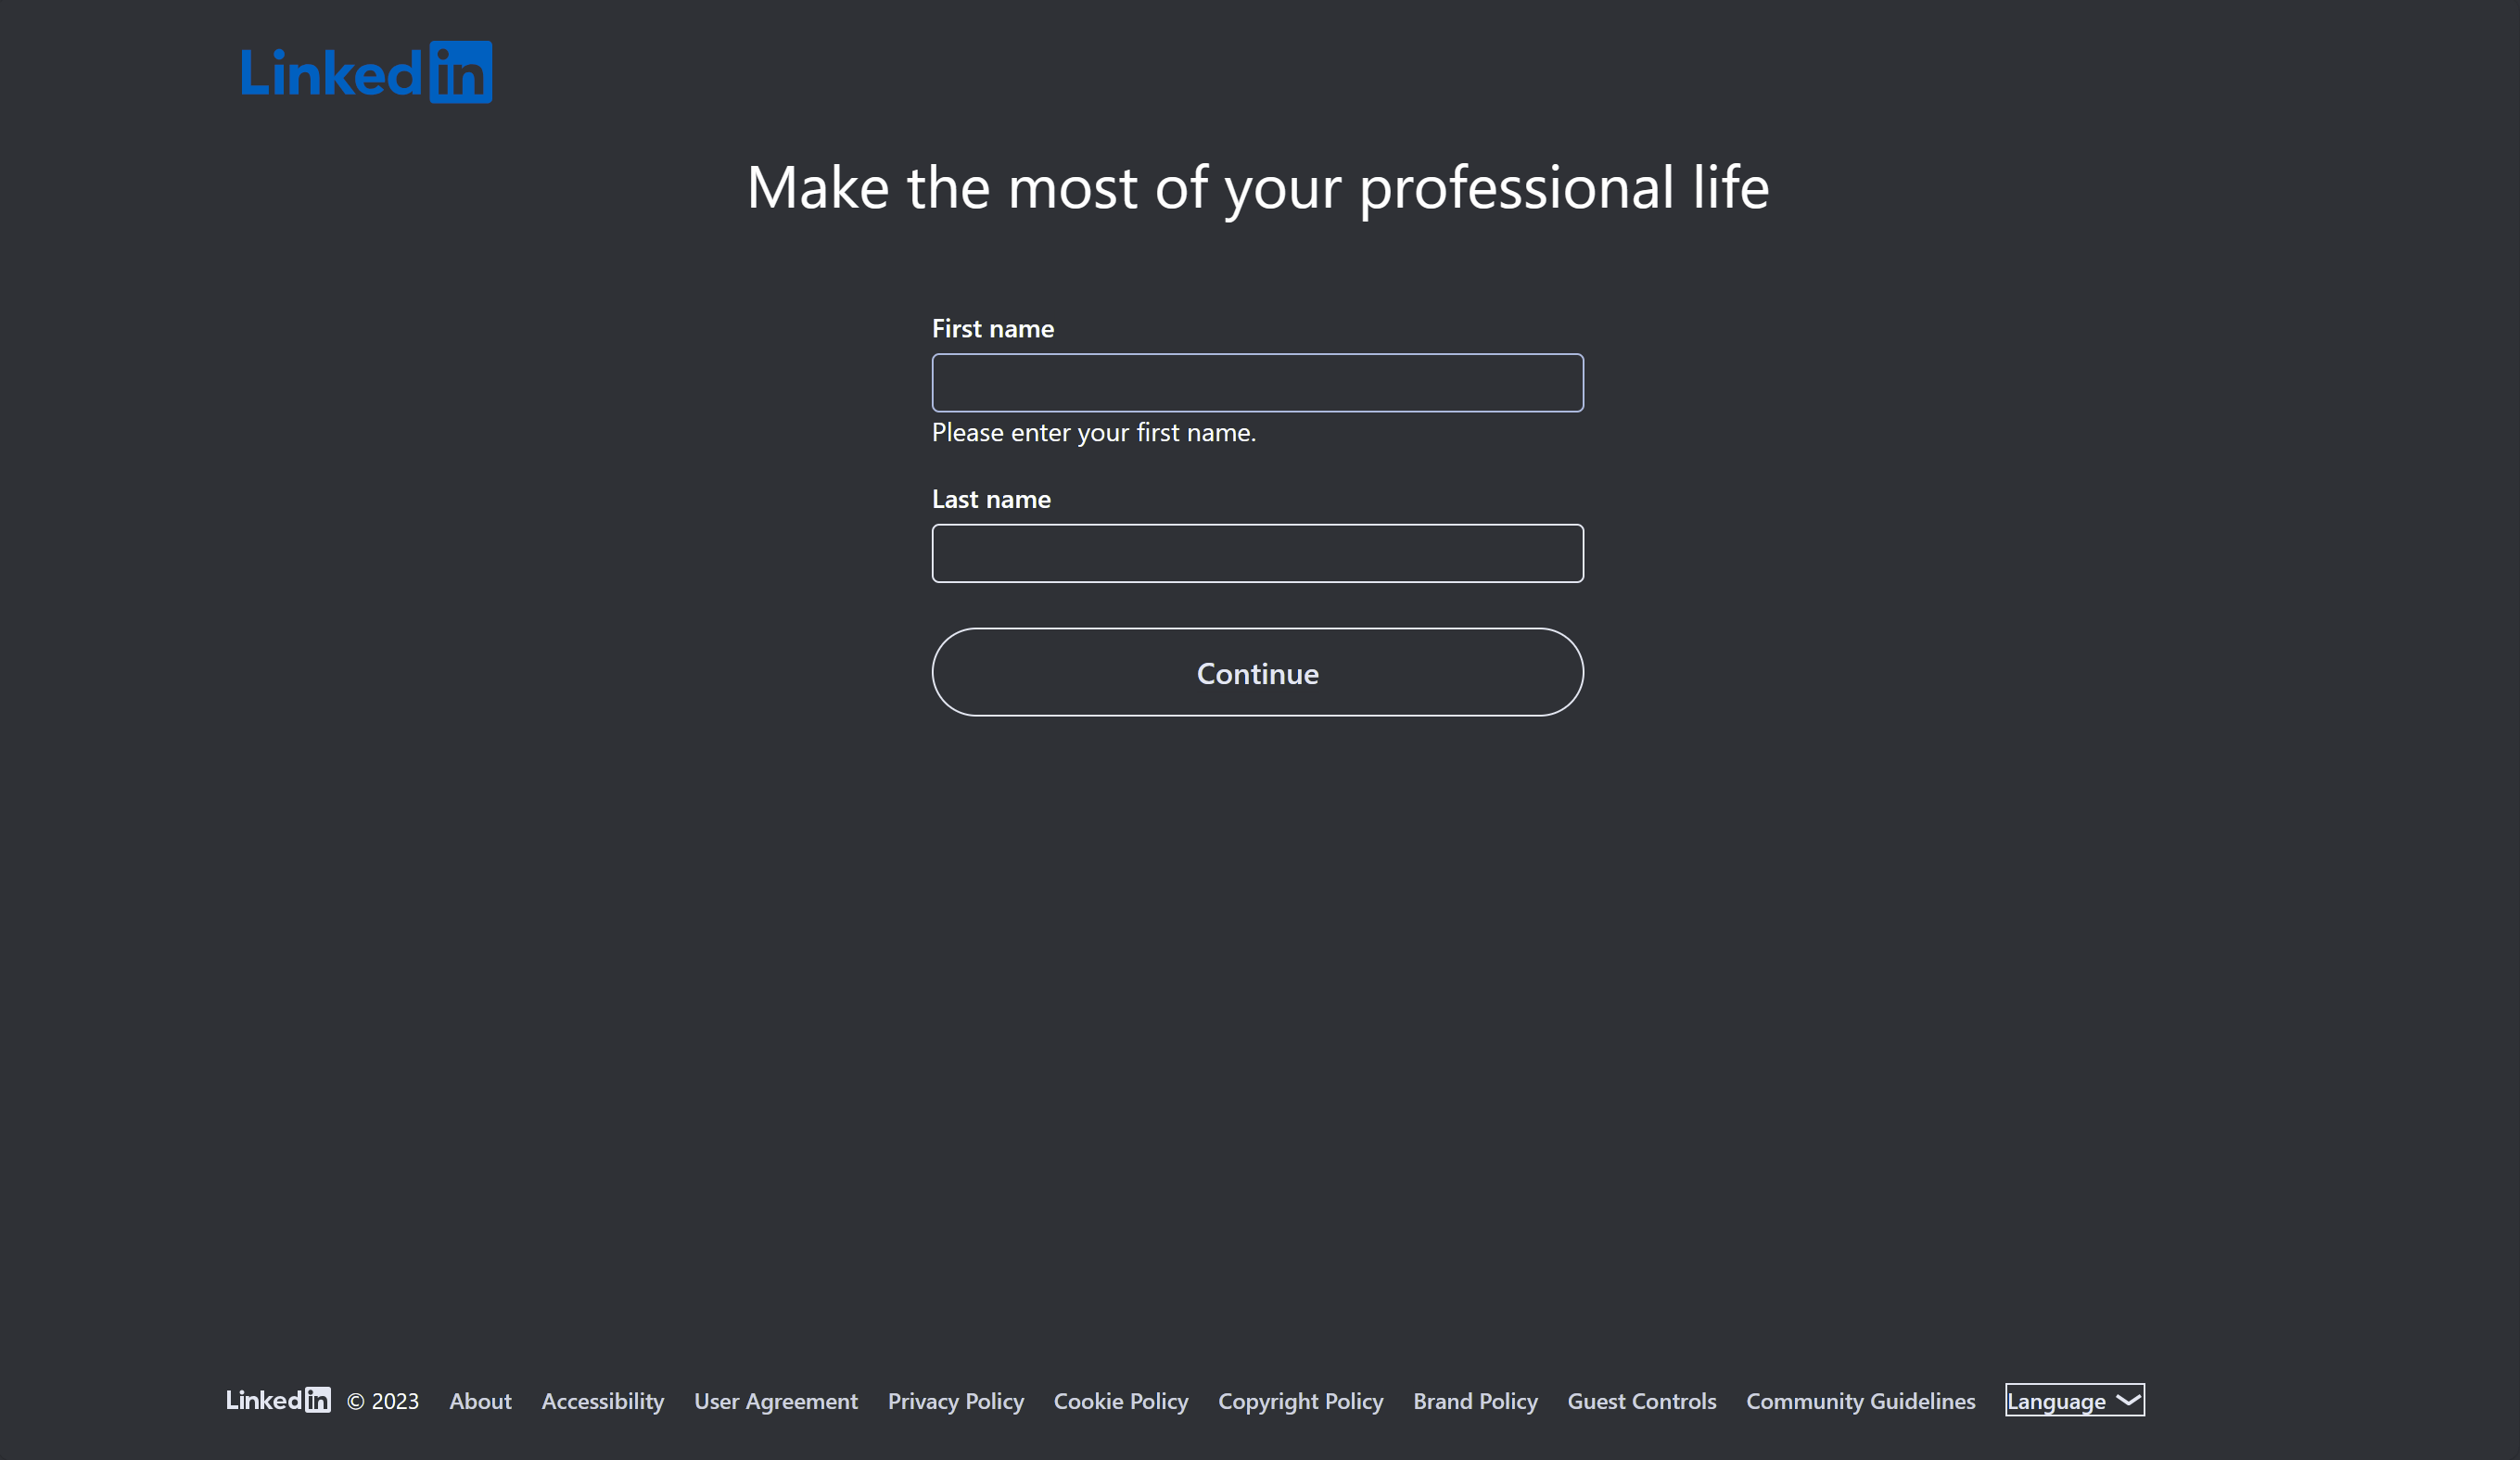 LinkedIn
Make the most of your professional life
First name
Please enter your first name.
Last name
Continue
LinkedIn © 2023 About Accessibility User Agreement Privacy Policy Cookie Policy Copyright Policy Brand Policy Guest Controls Community Guidelines Language